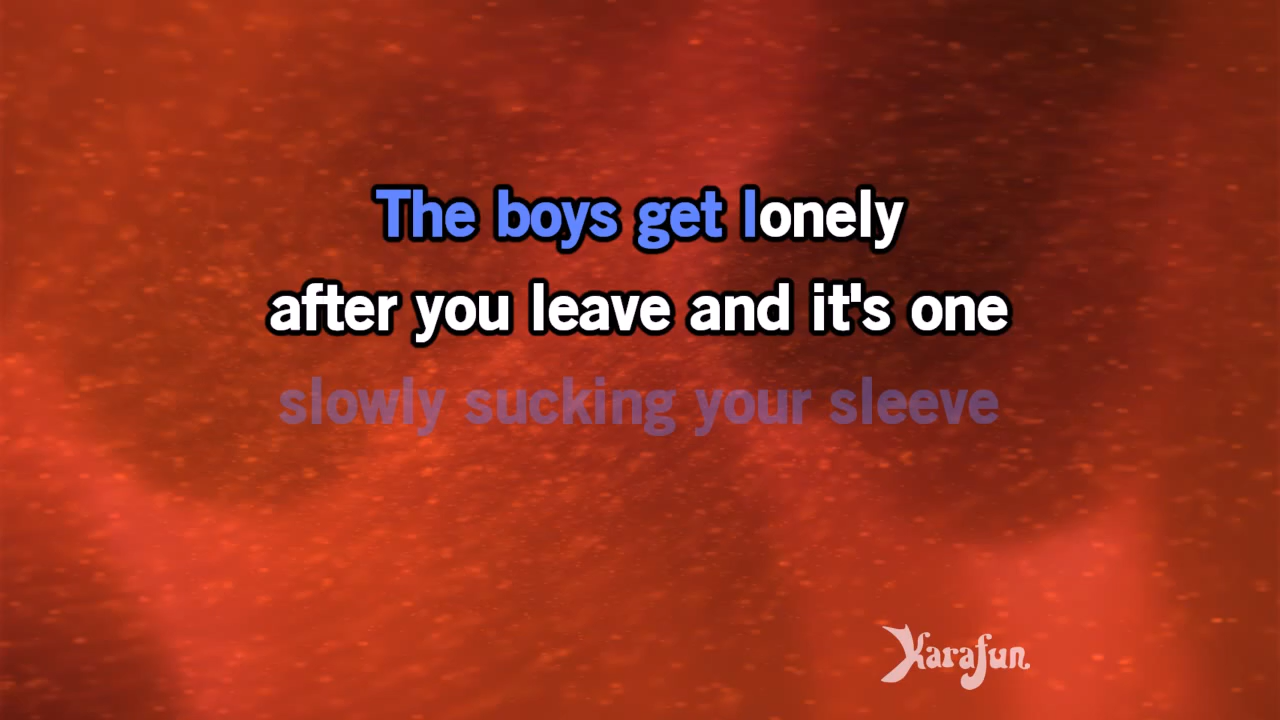 The boys get lonely
after you leave and it's one
slowly sucking your sleeve
Karafun